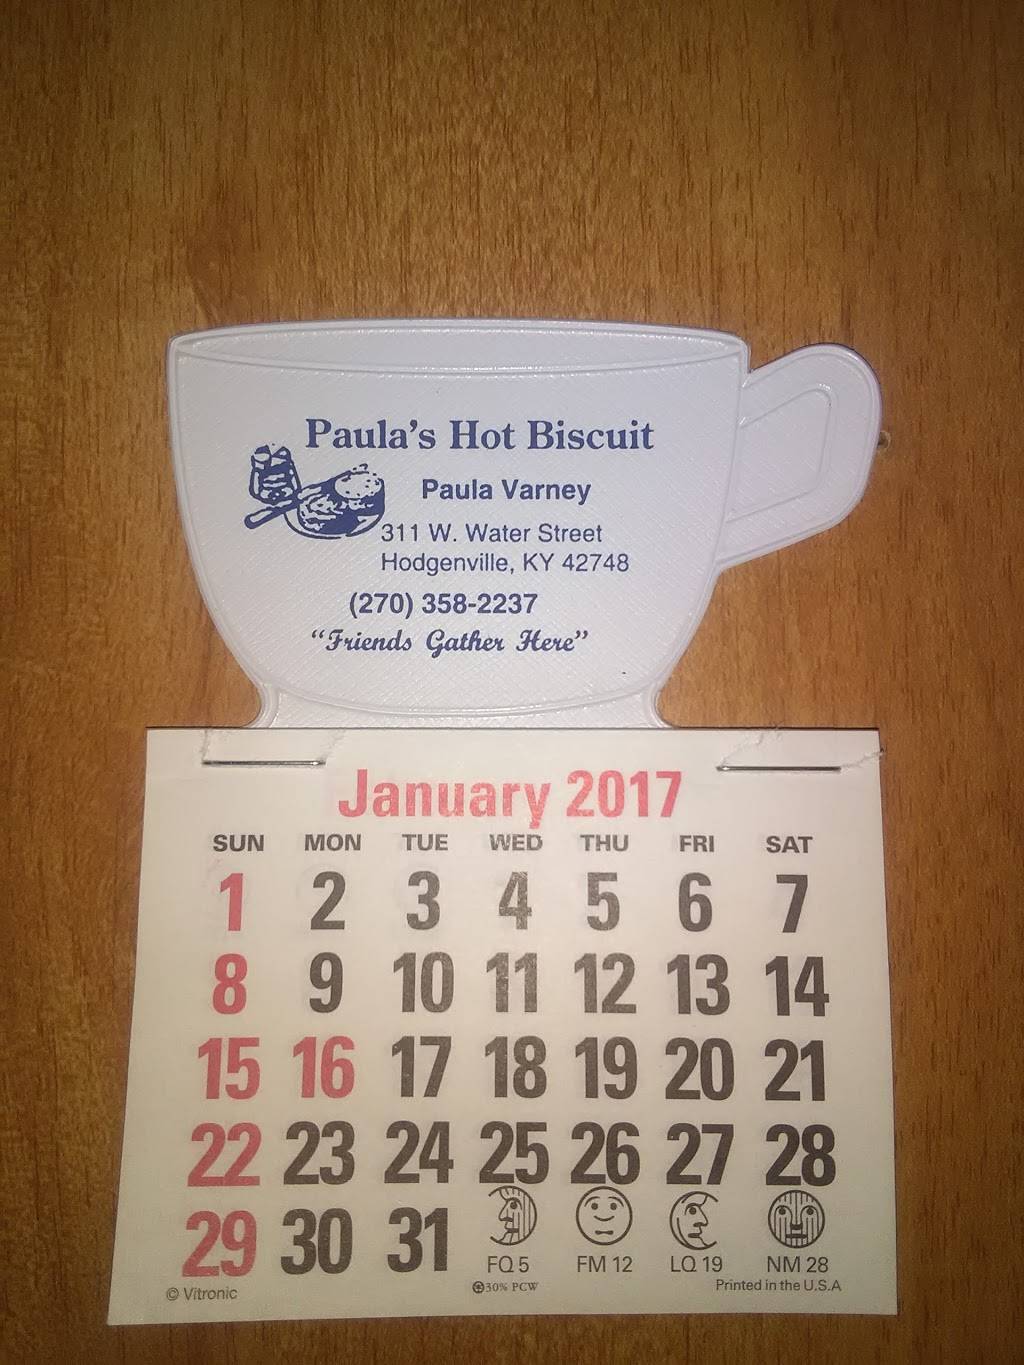 Paula's Hot Biscuit
Paula Varney
311 W. Water Street
Hodgenville, KY 42748
(270) 358-2237
“Friends Gather Here”
January 2017
SUN MON TUE WED THU FRI SAT
1 2 3 4 5 6 7
8 9 10 11 12 13 14
15 16 17 18 19 20 21
22 23 24 25 26 27 28
29 30 31
FQ 5 FM 12 LQ 19 NM 28
© Vitronic 30% PCW Printed in the U.S.A